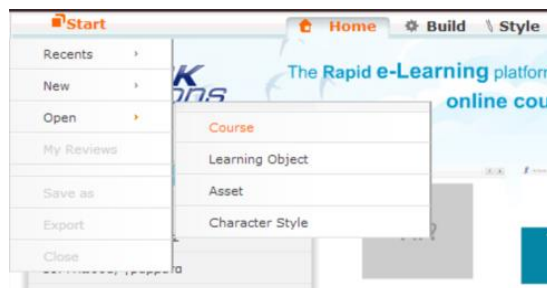 Start
Home Build \ Style
Recents
New
Open
My Reviews
Save as
Export
Close
Course
Learning Object
Asset
Character Style
The Rapid e-Learning platform
online cou